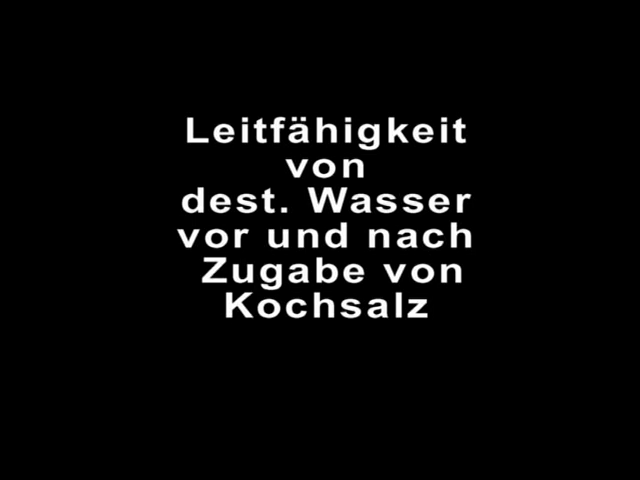 Leitfähigkeit
von
dest. Wasser
vor und nach
Zugabe von
Kochsalz